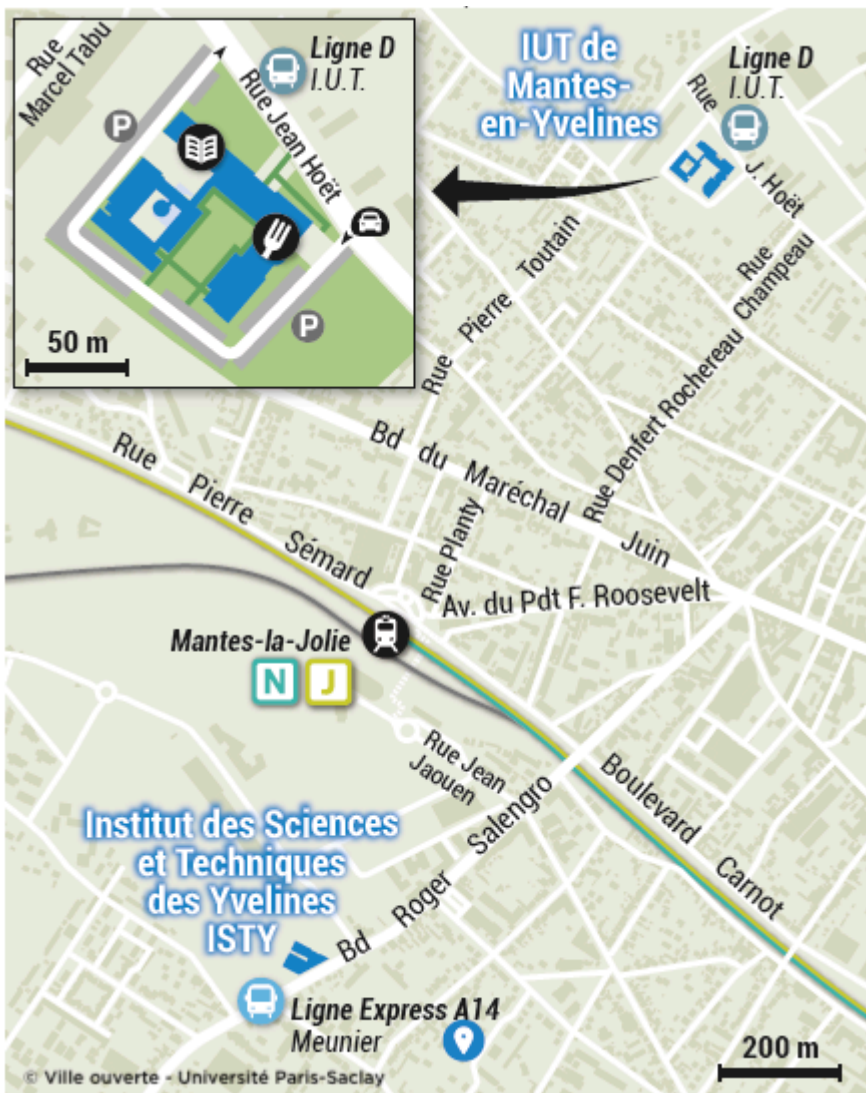 Rue
Marcel Tabu
P
Ligne D
I.U.T.
Rue Jean Hoët
P
50 m
IUT de
Mantes-
en-Yvelines
Ligne D
I.U.T.
Rue
J. Hoët
Rue Pierre Toutain
Rue
Champeau
Rue Denfert Rochereau
Bd du Maréchal Juin
Rue Pierre Sémard
Rue Planty
Av. du Pdt F. Roosevelt
Mantes-la-Jolie
N J
Rue Jean
Jaouen
Boulevard Carnot
Institut des Sciences
et Techniques
des Yvelines
ISTY
Bd Roger Salengro
Ligne Express A14
Meunier
200 m
© Ville ouverte - Université Paris-Saclay